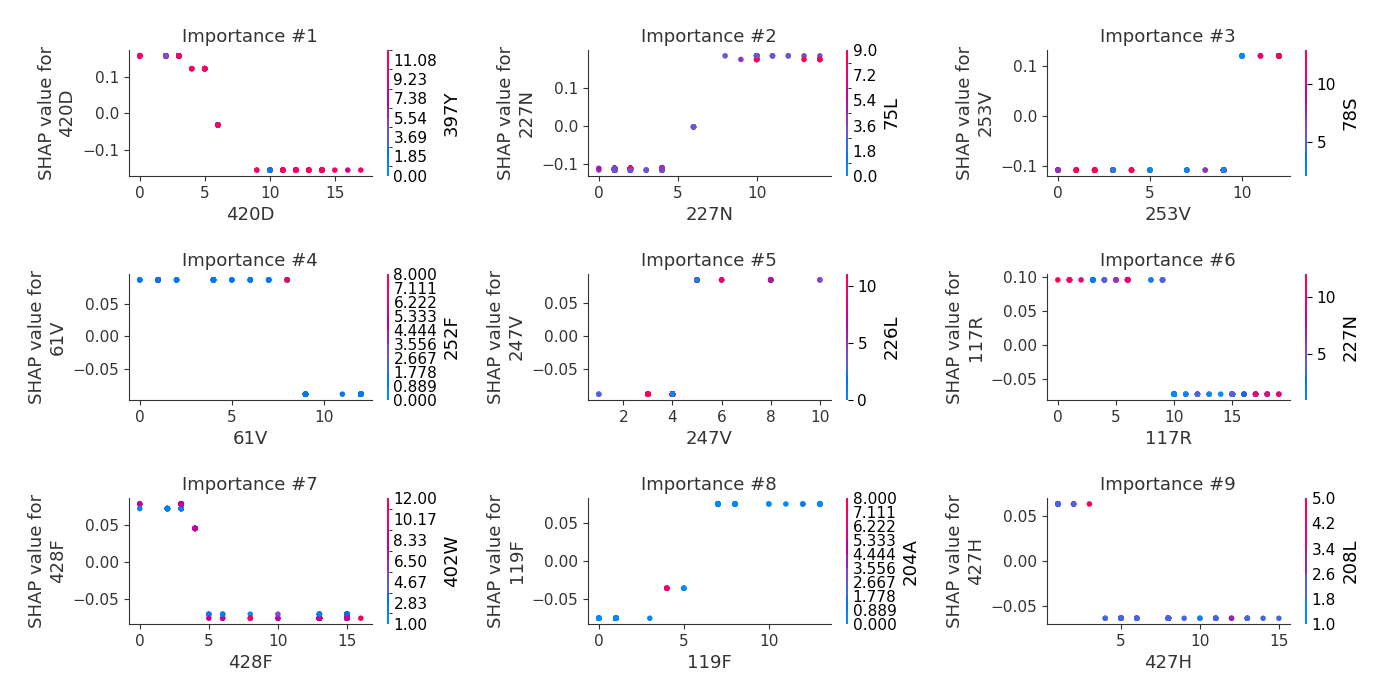 Importance #1
SHAP value for
420D
0.1
0.0
−0.1
0
5
10
15
420D
11.08
9.23
7.38
5.54
3.69
1.85
0.00
397Y
Importance #2
SHAP value for
227N
0.1
0.0
−0.1
0
5
10
227N
9.0
7.2
5.4
3.6
1.8
0.0
75L
Importance #3
SHAP value for
253V
0.1
0.0
−0.1
0
5
10
253V
10
5
78S
Importance #4
SHAP value for
61V
0.05
0.00
−0.05
0
5
10
61V
8.000
7.111
6.222
5.333
4.444
3.556
2.667
1.778
0.889
0.000
252F
Importance #5
SHAP value for
247V
0.05
0.00
−0.05
2
4
6
8
10
247V
10
5
0
226L
Importance #6
SHAP value for
117R
0.10
0.05
0.00
−0.05
0
5
10
15
117R
10
5
227N
Importance #7
SHAP value for
428F
0.05
0.00
−0.05
0
5
10
15
428F
12.00
10.17
8.33
6.50
4.67
2.83
1.00
402W
Importance #8
SHAP value for
119F
0.05
0.00
−0.05
0
5
10
119F
8.000
7.111
6.222
5.333
4.444
3.556
2.667
1.778
0.889
0.000
204A
Importance #9
SHAP value for
427H
0.05
0.00
−0.05
5
10
15
427H
5.0
4.2
3.4
2.6
1.8
1.0
208L